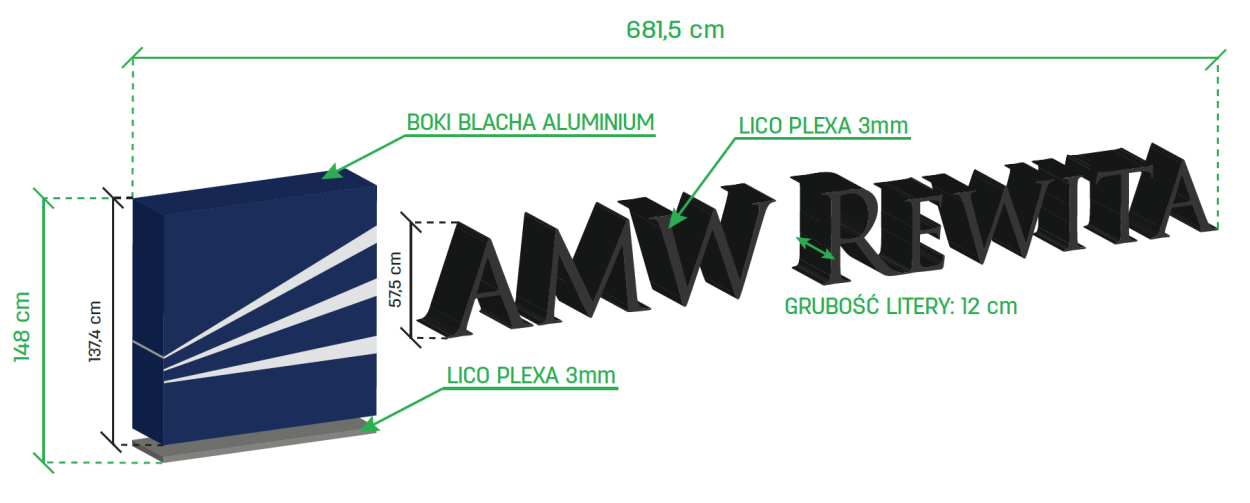 681,5 cm
BOKI BLACHA ALUMINIUM
LICO PLEXA 3mm
AMW REWITA
57,5 cm
148 cm
137,4 cm
GRUBOŚĆ LITERY: 12 cm
LICO PLEXA 3mm